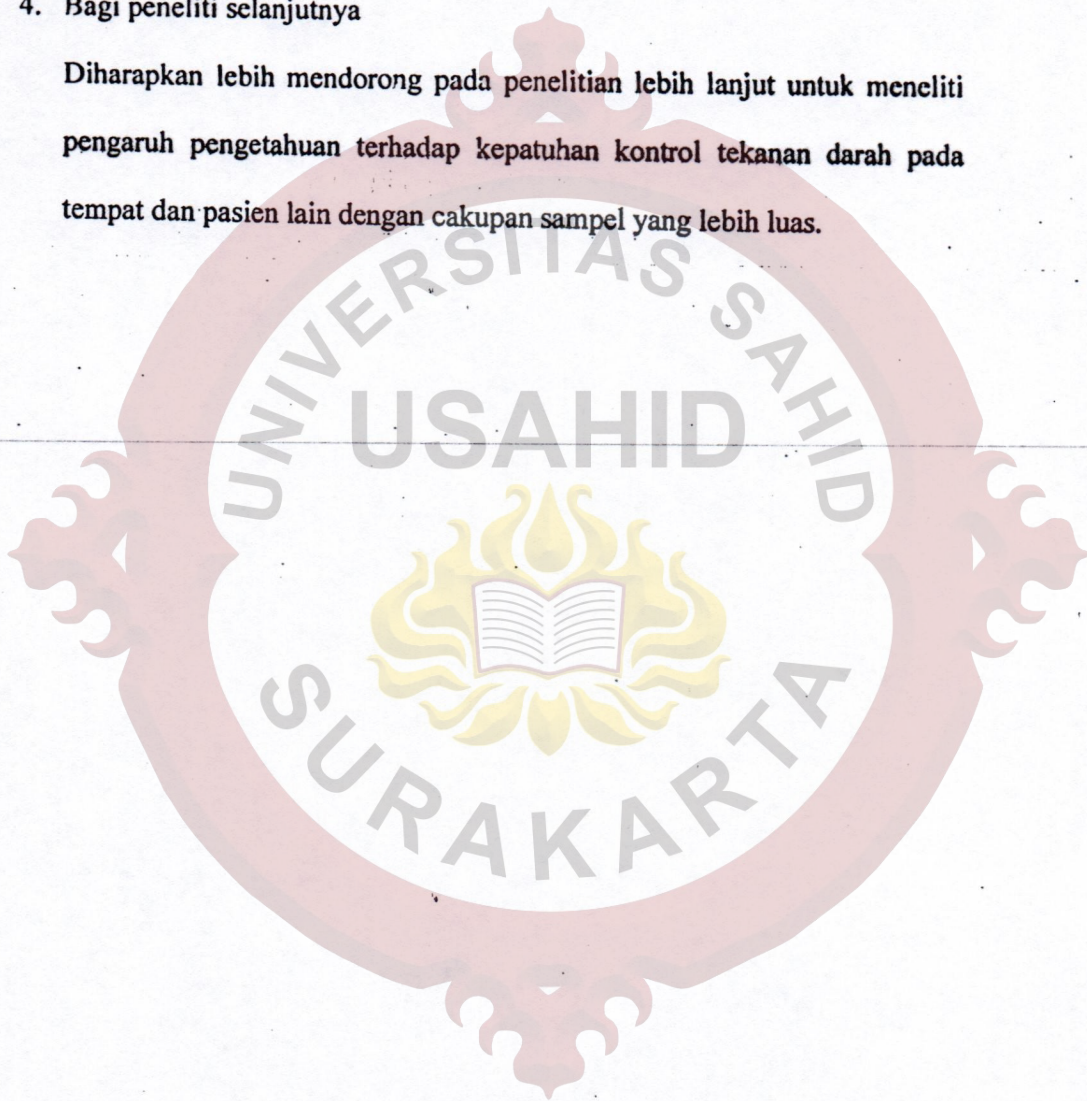 4. Bagi peneliti selanjutnya
Diharapkan lebih mendorong pada penelitian lebih lanjut untuk meneliti
pengaruh pengetahuan terhadap kepatuhan kontrol tekanan darah pada
tempat dan pasien lain dengan cakupan sampel yang lebih luas.
UNIVERSITAS SAHID
USAHID
SURAKARTA